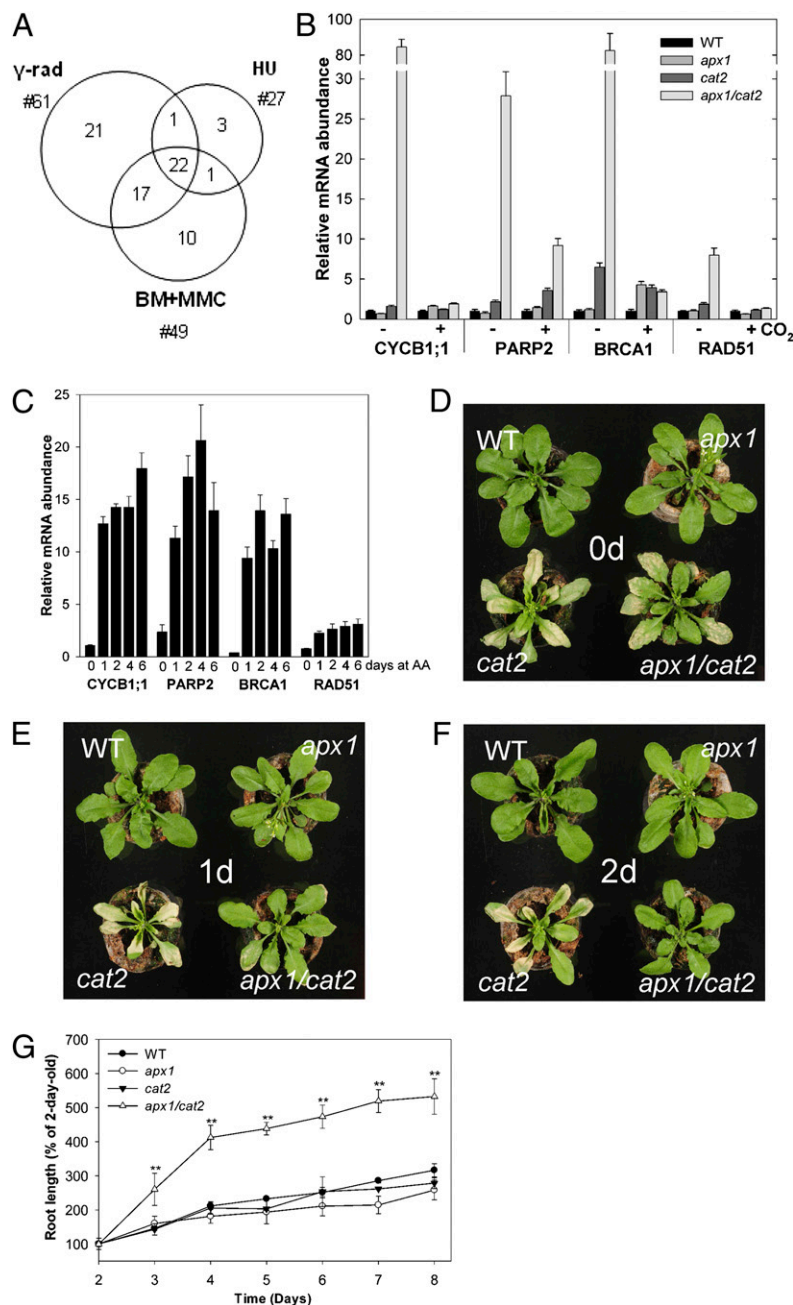 A
γ-rad
#61
HU
#27
21
1
3
22
17
1
10
BM+MMC
#49
B
Relative mRNA abundance
100
80
30
25
20
15
10
5
0
WT
apx1
cat2
apx1/cat2
- + - + - + - + CO2
CYCB1;1 PARP2 BRCA1 RAD51
C
Relative mRNA abundance
25
20
15
10
5
0
0 1 2 4 6 0 1 2 4 6 0 1 2 4 6 0 1 2 4 6 days at AA
CYCB1;1 PARP2 BRCA1 RAD51
D
WT apx1
0d
cat2 apx1/cat2
E
WT apx1
1d
cat2 apx1/cat2
F
WT apx1
2d
cat2 apx1/cat2
G
Root length (% of 2-day-old)
700
600
500
400
300
200
100
WT
apx1
cat2
apx1/cat2
** ** ** ** ** **
2 3 4 5 6 7 8
Time (Days)